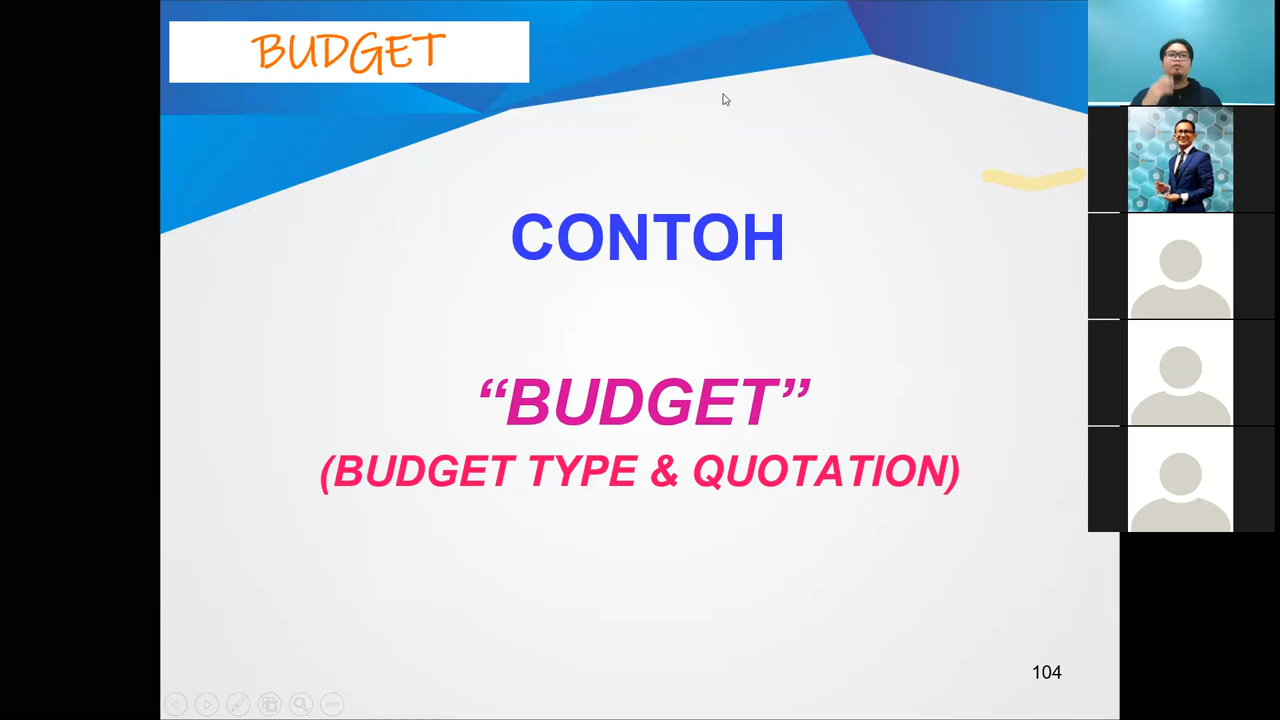 BUDGET
CONTOH
“BUDGET”
(BUDGET TYPE & QUOTATION)
104